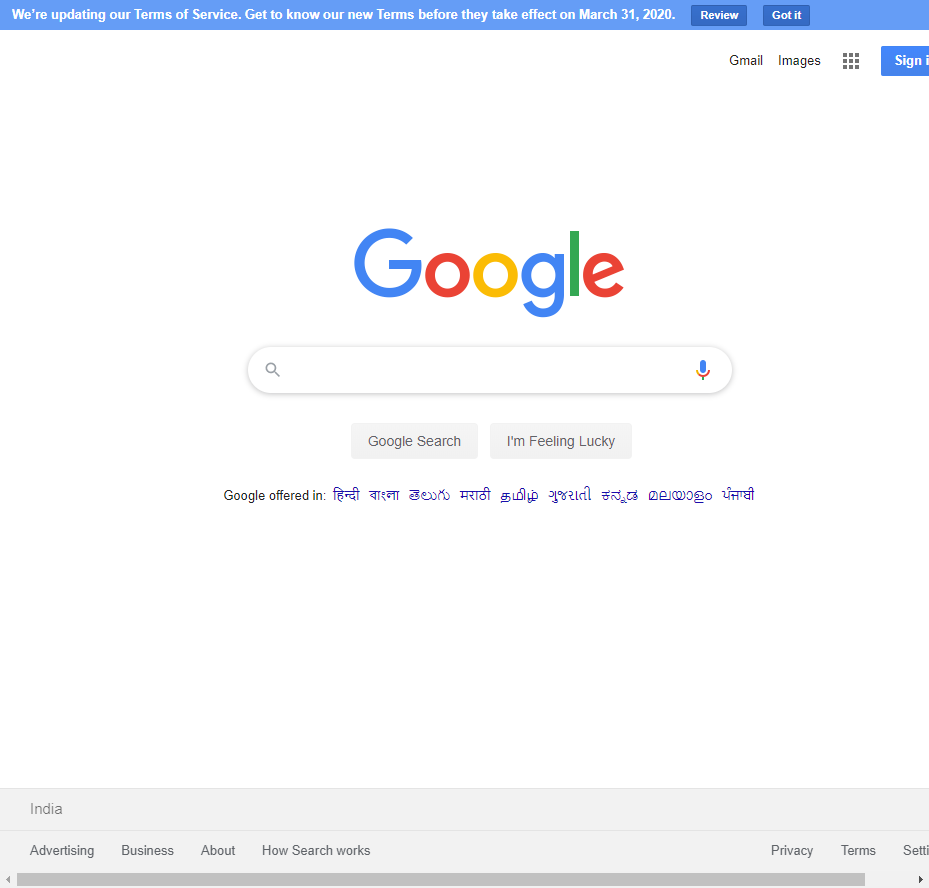 We're updating our Terms of Service. Get to know our new Terms before they take effect on March 31, 2020. Review Got it
Gmail Images Sign i
Google
Google Search I'm Feeling Lucky
Google offered in: हिन्दी বাংলা తెలుగు मराठी தமிழ் ગુજરાતી ಕನ್ನಡ മലയാളം ਪੰਜਾਬੀ
India
Advertising Business About How Search works Privacy Terms Setti